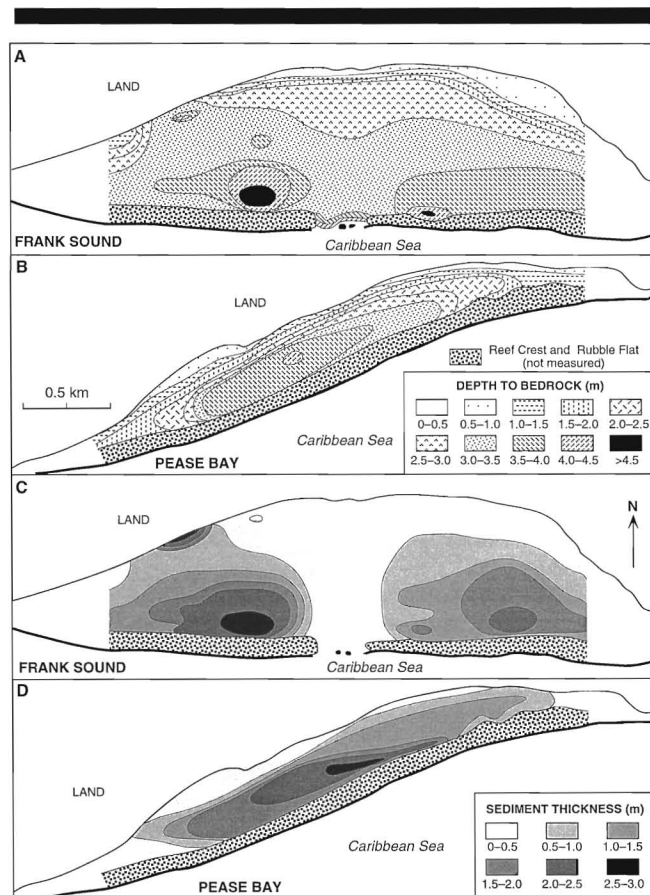 A
LAND
FRANK SOUND
Caribbean Sea
B
LAND
Reef Crest and Rubble Flat
(not measured)
0.5 km
DEPTH TO BEDROCK (m)
0–0.5 0.5–1.0 1.0–1.5 1.5–2.0 2.0–2.5
2.5–3.0 3.0–3.5 3.5–4.0 4.0–4.5 >4.5
Caribbean Sea
PEASE BAY
C
LAND
N
FRANK SOUND
Caribbean Sea
D
LAND
SEDIMENT THICKNESS (m)
0–0.5 0.5–1.0 1.0–1.5
1.5–2.0 2.0–2.5 2.5–3.0
Caribbean Sea
PEASE BAY